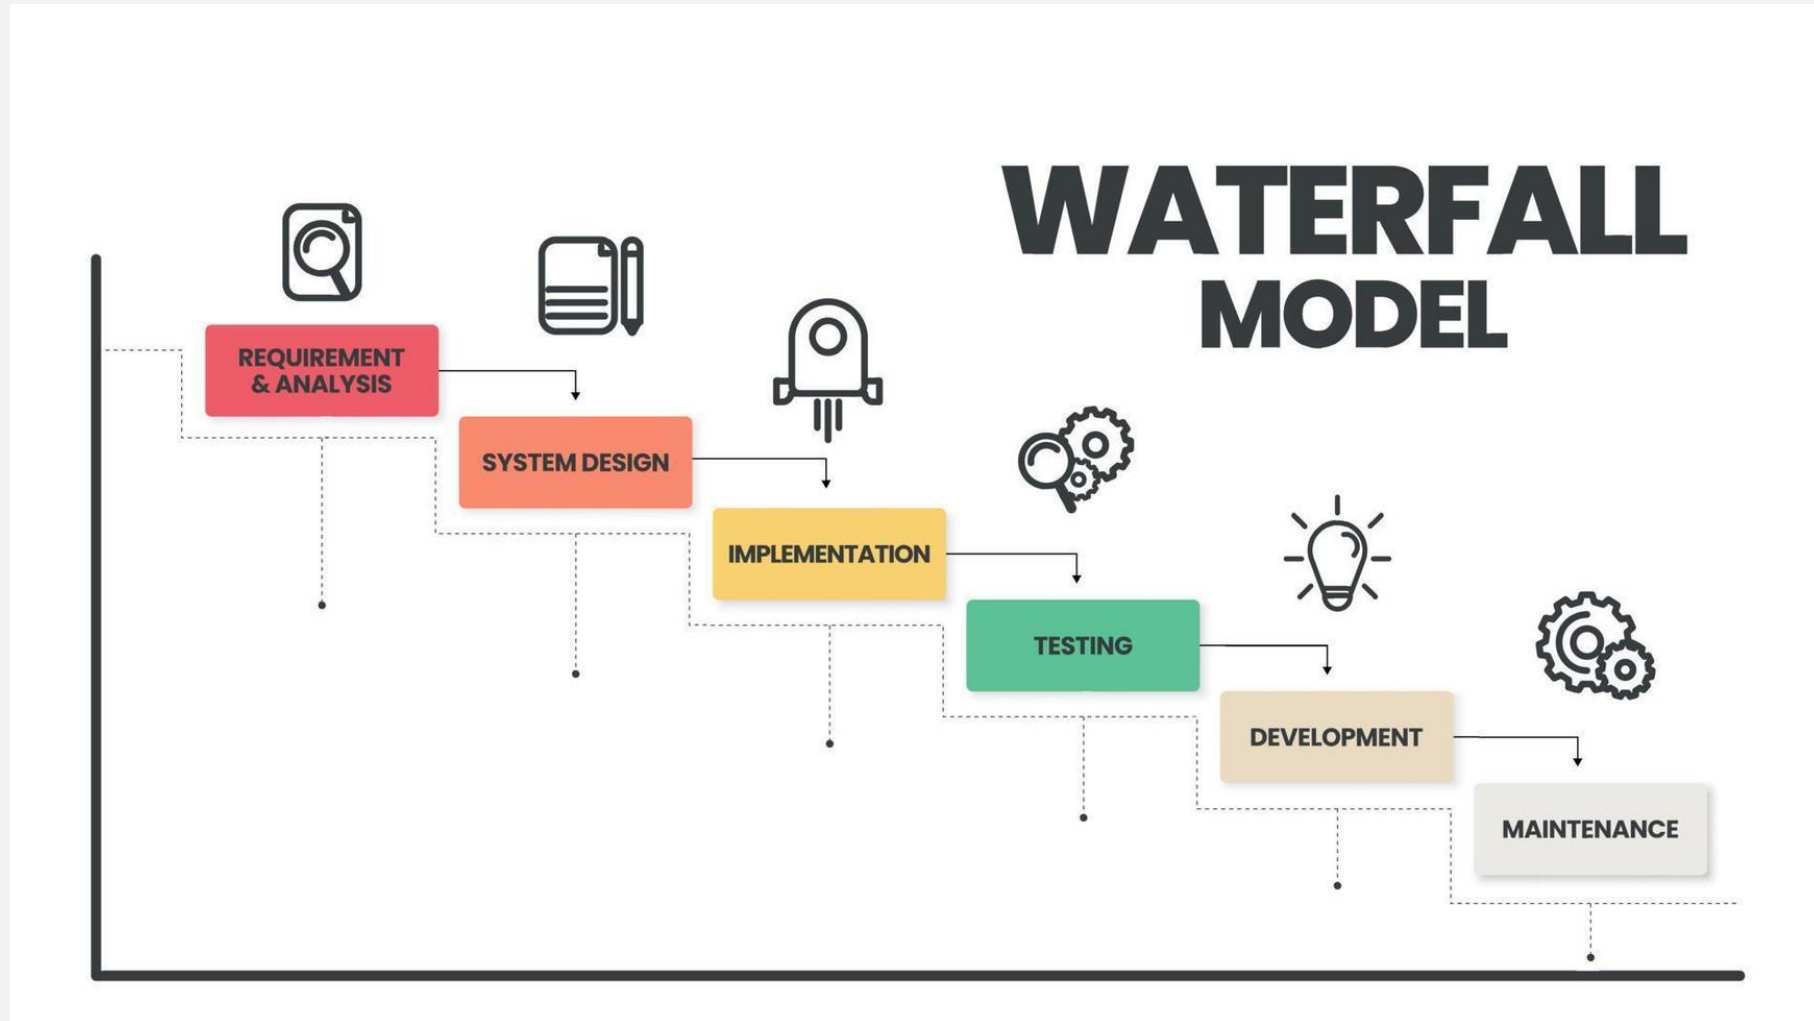 WATERFALL
MODEL
REQUIREMENT
& ANALYSIS
SYSTEM DESIGN
IMPLEMENTATION
TESTING
DEVELOPMENT
MAINTENANCE